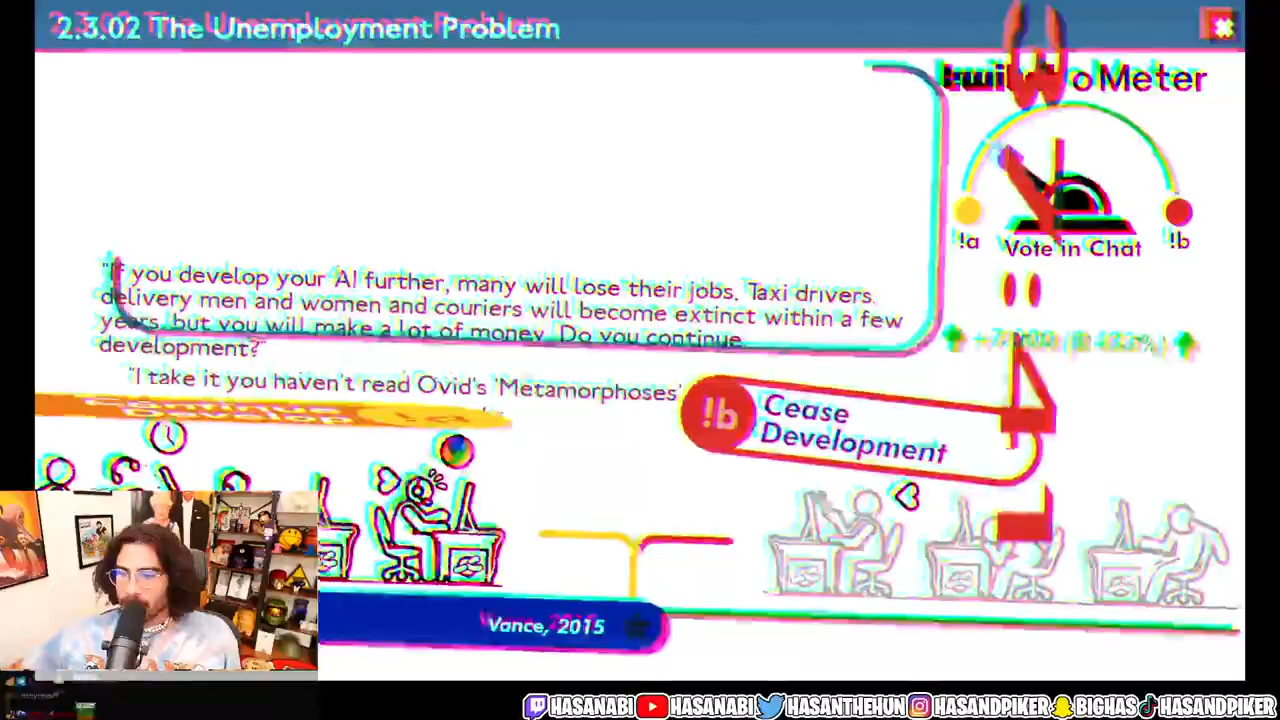 2.3.02 The Unemployment Problem
o Meter
!a
Vote in Chat
!b
"If you develop your AI further, many will lose their jobs. Taxi drivers,
delivery men and women and couriers will become extinct within a few
years, but you will make a lot of money. Do you continue
development?"
"I take it you haven't read Ovid's 'Metamorphoses'
Continue
Develop
!b
Cease
Development
Vance, 2015
HASANABI
HASANABI
HASANTHEHUN
HASANDPIKER
BIGHAS
HASANDPIKER